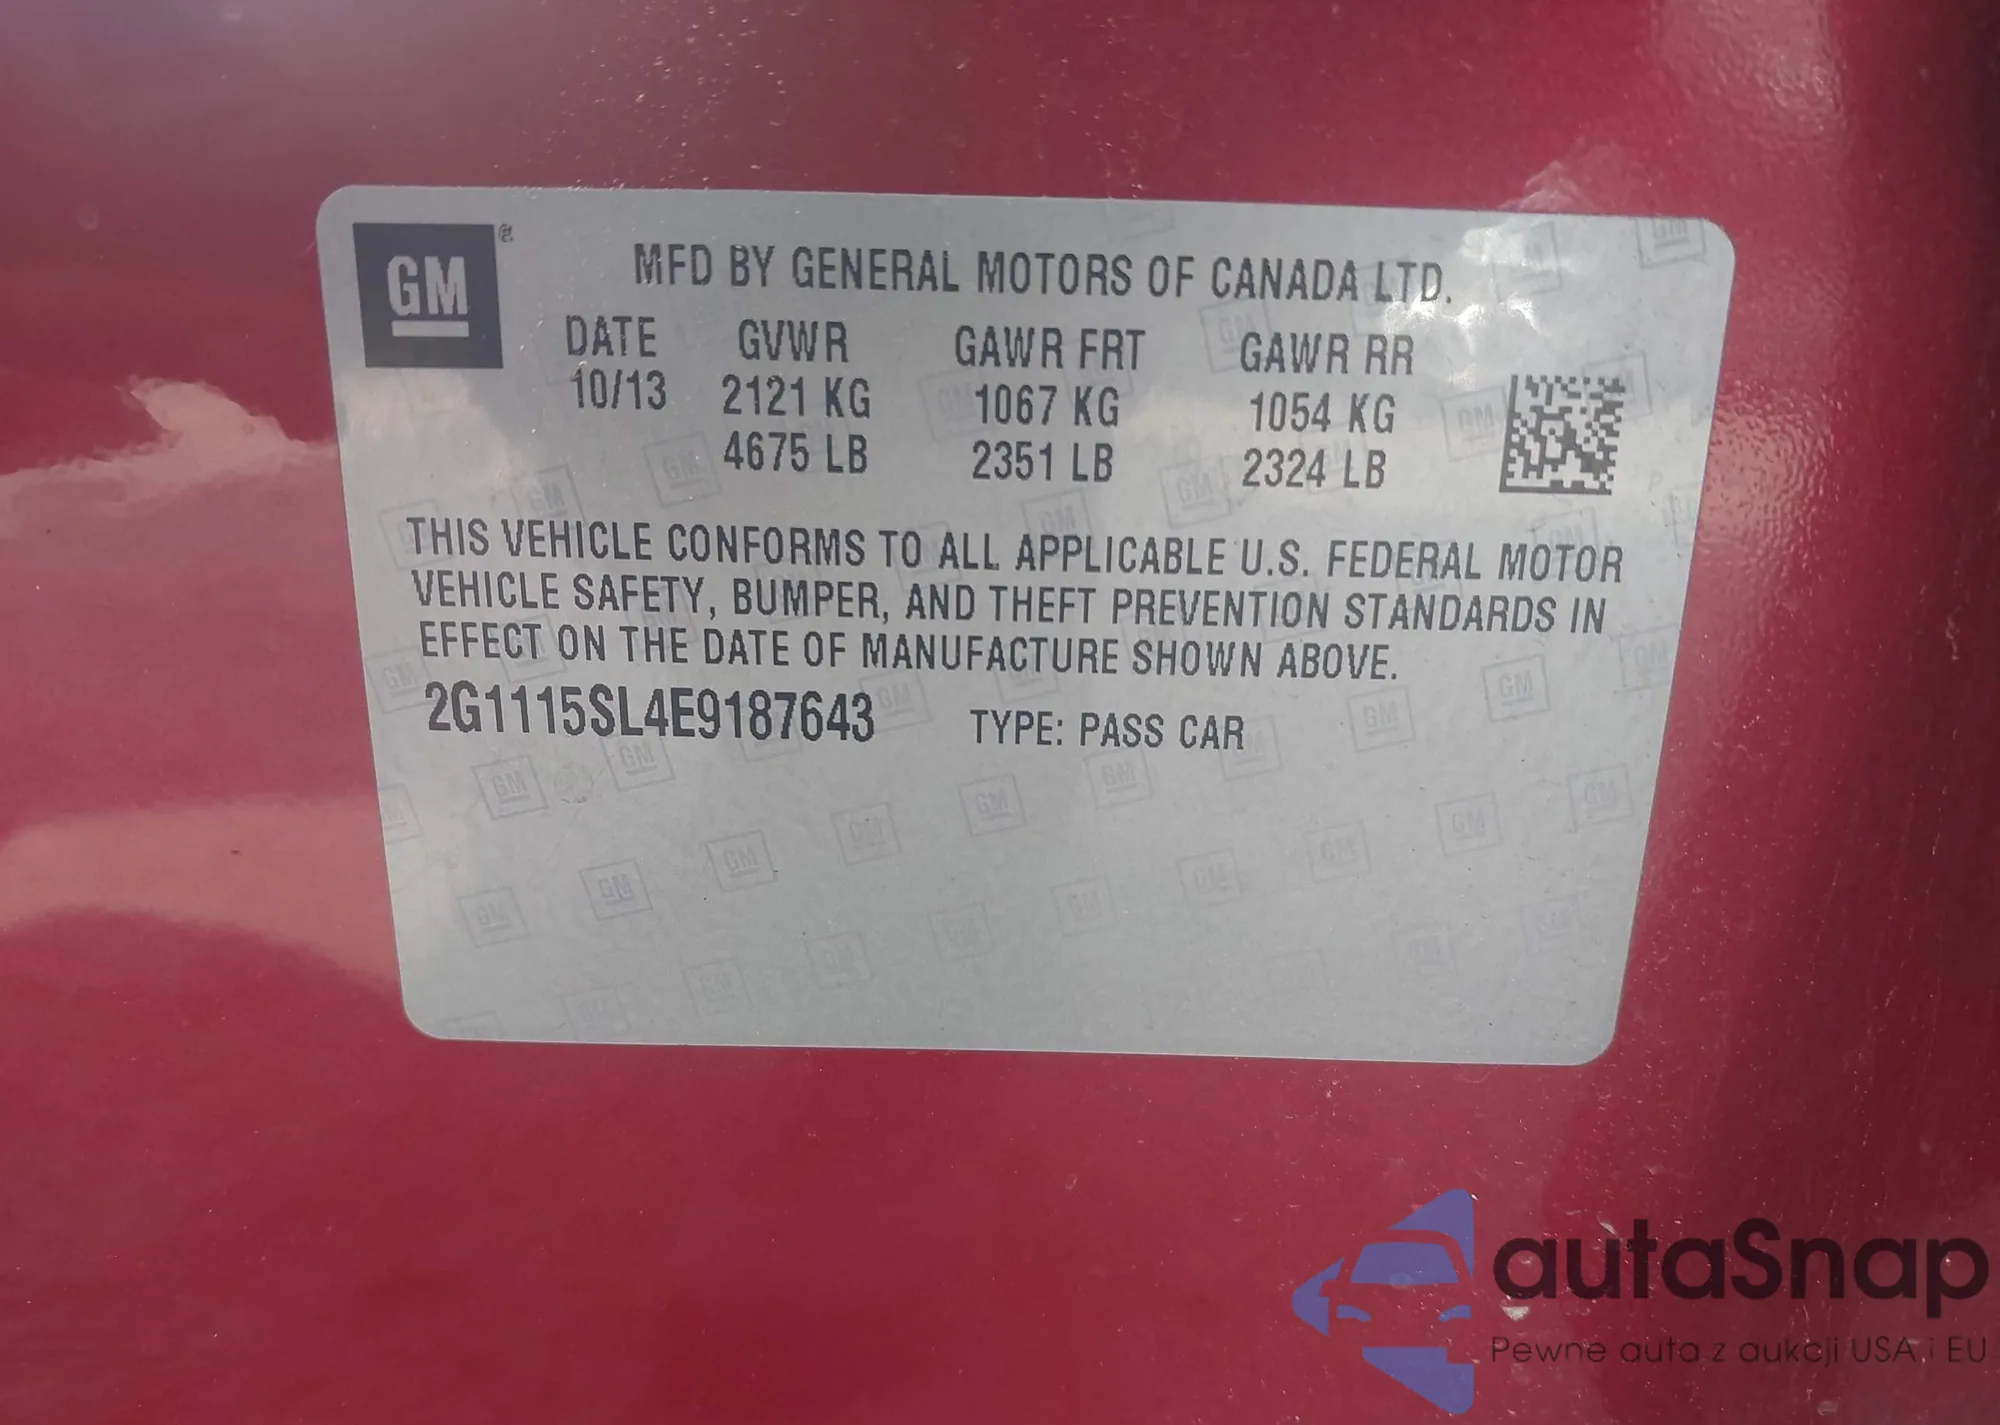 GM
MFD BY GENERAL MOTORS OF CANADA LTD.
DATE GVWR GAWR FRT GAWR RR
10/13 2121 KG 1067 KG 1054 KG
4675 LB 2351 LB 2324 LB
THIS VEHICLE CONFORMS TO ALL APPLICABLE U.S. FEDERAL MOTOR
VEHICLE SAFETY, BUMPER, AND THEFT PREVENTION STANDARDS IN
EFFECT ON THE DATE OF MANUFACTURE SHOWN ABOVE.
2G1115SL4E9187643 TYPE: PASS CAR
autaSnap
Pewne auta z aukcji USA i EU